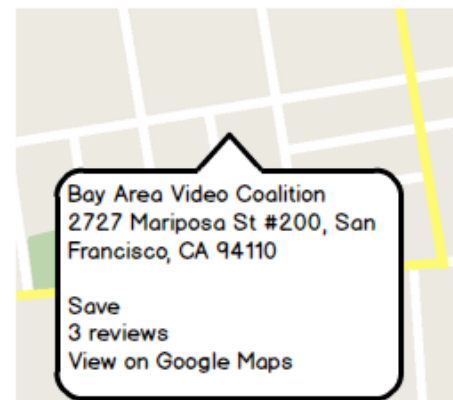 Bay Area Video Coalition
2727 Mariposa St #200, San
Francisco, CA 94110
Save
3 reviews
View on Google Maps